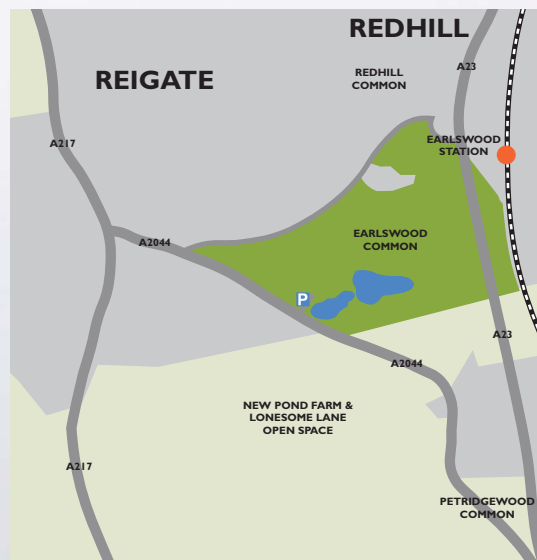 REDHILL
REIGATE
REDHILL
COMMON
A23
A217
EARLSWOOD
STATION
A2044
EARLSWOOD
COMMON
P
A23
A2044
NEW POND FARM &
LONESOME LANE
OPEN SPACE
A217
PETRIDGEWOOD
COMMON